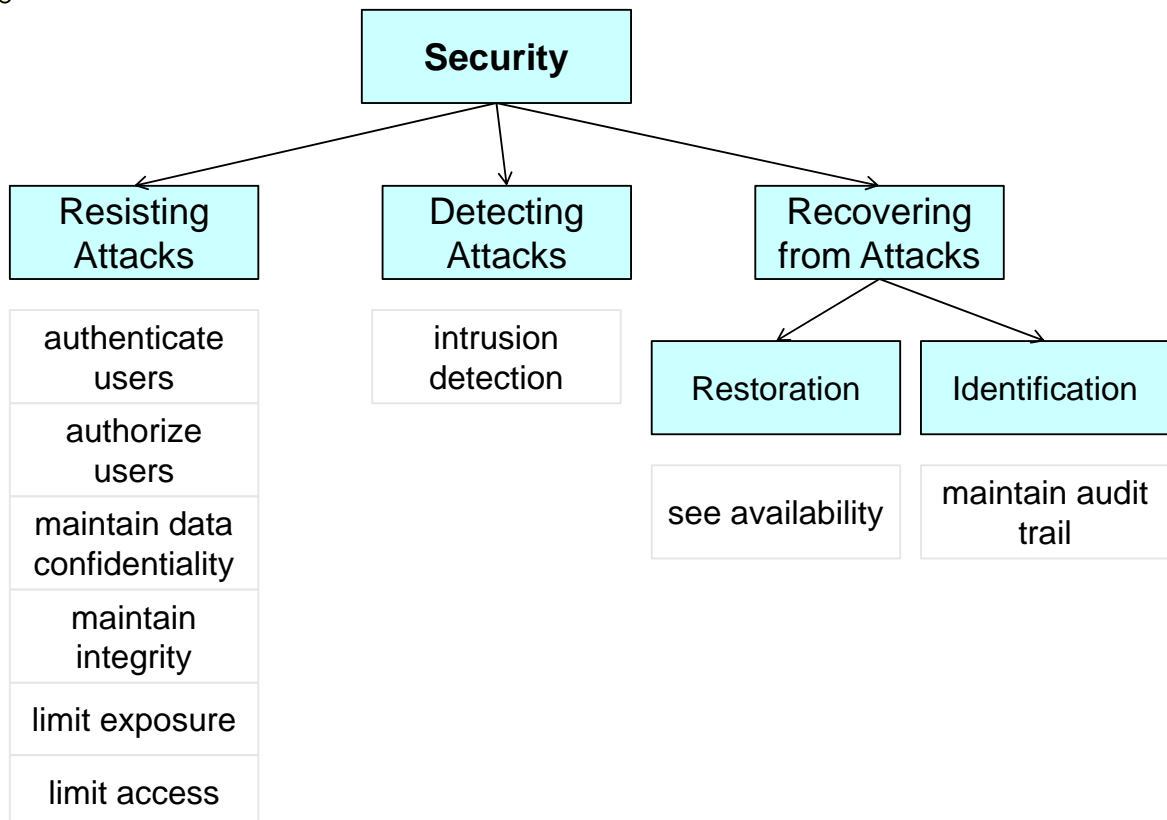 Security
Resisting
Attacks
Detecting
Attacks
Recovering
from Attacks
authenticate
users
authorize
users
maintain data
confidentiality
maintain
integrity
limit exposure
limit access
intrusion
detection
Restoration
Identification
see availability
maintain audit
trail